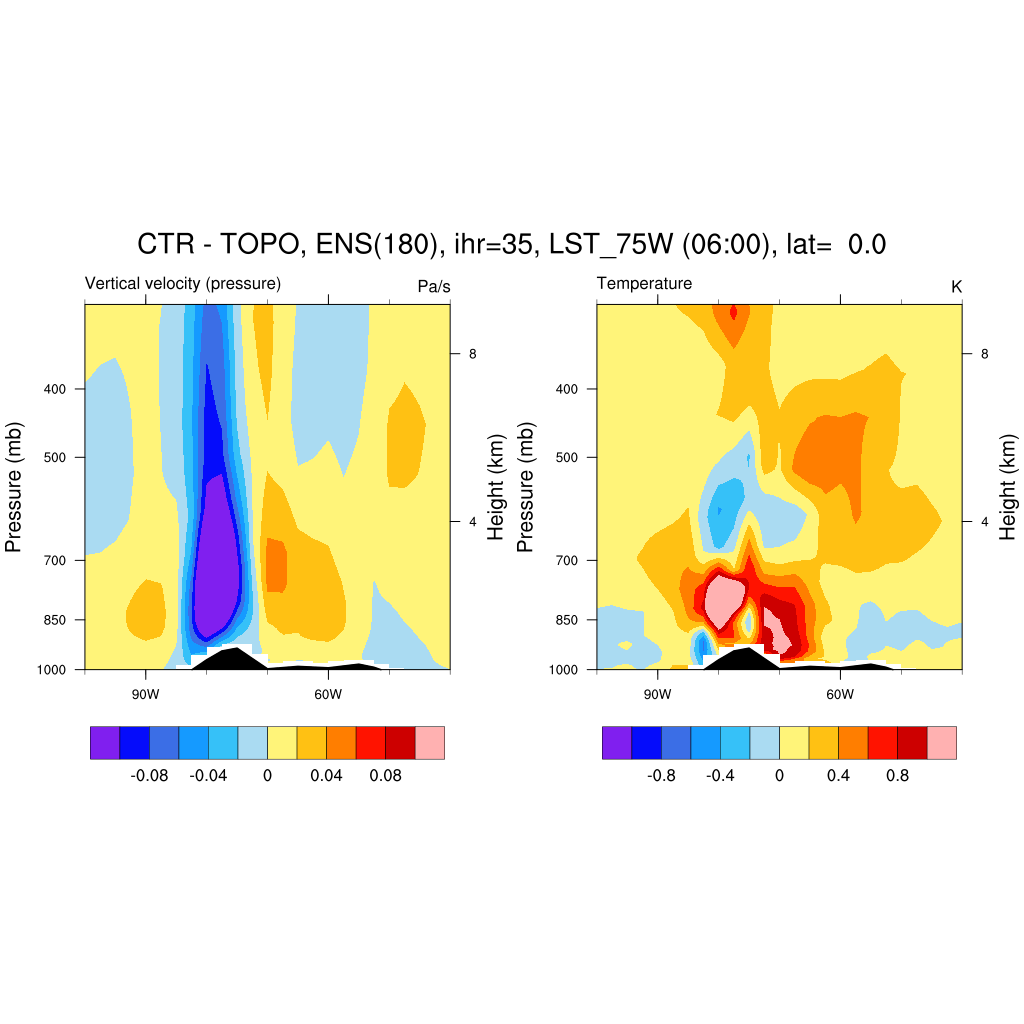 CTR - TOPO, ENS(180), ihr=35, LST_75W (06:00), lat=  0.0
Vertical velocity (pressure)
Pa/s
Pressure (mb)
400
500
700
850
1000
8
4
Height (km)
90W
60W
-0.08
-0.04
0
0.04
0.08
Temperature
K
Pressure (mb)
400
500
700
850
1000
8
4
Height (km)
90W
60W
-0.8
-0.4
0
0.4
0.8